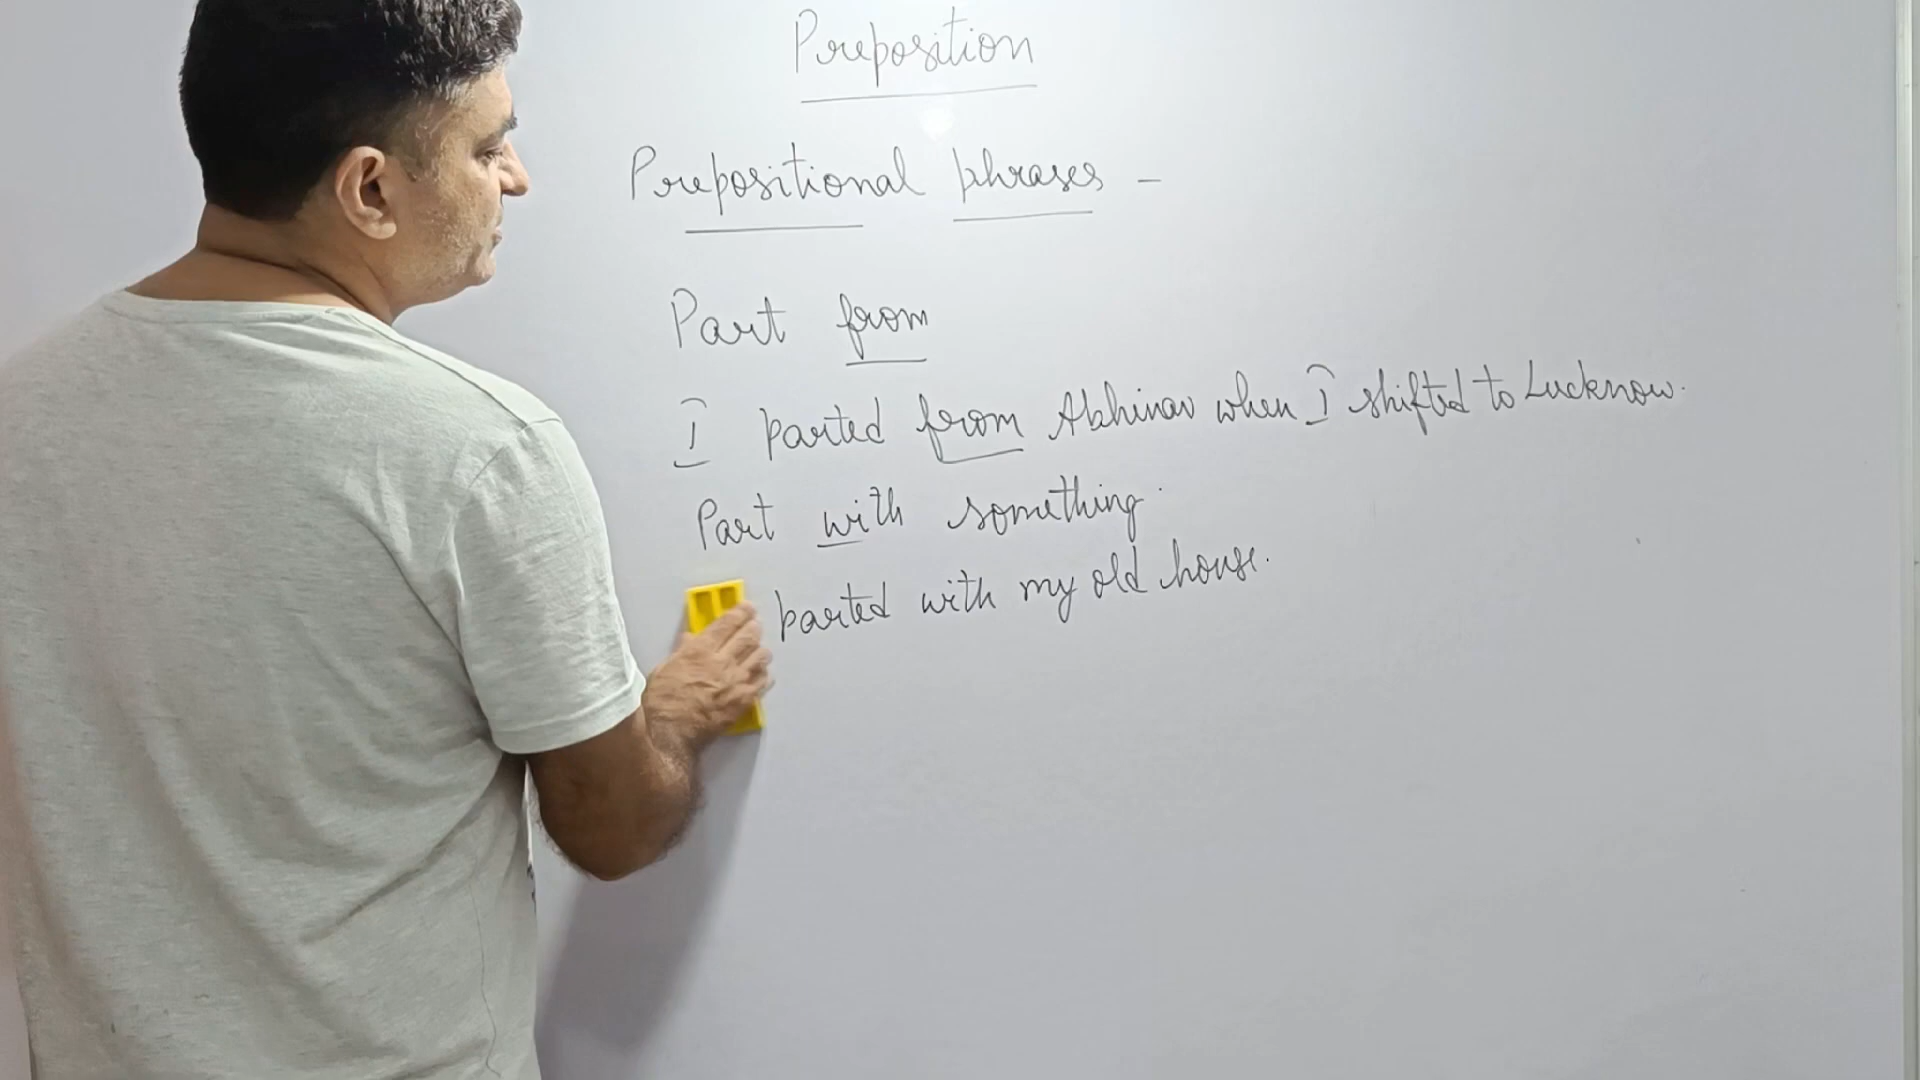 Preposition
Prepositional phrases -
Part from
I parted from Abhinav when I shifted to Lucknow.
Part with something.
parted with my old house.